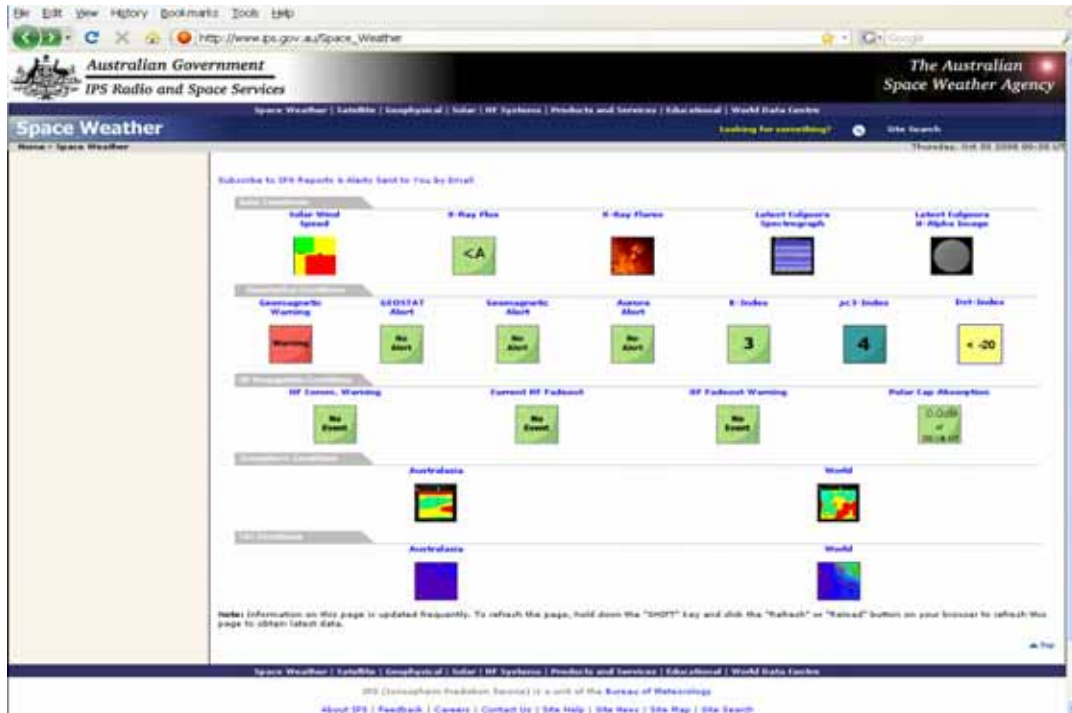 File Edit View History Bookmarks Tools Help
http://www.ips.gov.au/Space_Weather
Google
Australian Government
IPS Radio and Space Services
The Australian
Space Weather Agency
Space Weather | Satellite | Geophysical | Solar | HF Systems | Products and Services | Educational | World Data Centre
Space Weather
Looking for something?
Site Search
Home > Space Weather
Subscribe to IPS Reports & Alerts Sent to You by Email
Solar Conditions
Solar Wind
Speed
X-Ray Flux
X-Ray Flares
Latest Culgoora
Spectrograph
Latest Culgoora
H-Alpha Image
<A
Geomagnetic
Warning
GEOSTAT
Alert
Geomagnetic
Alert
Aurora
Alert
K-Index
pc3-Index
Dst-Index
Warning
No
Alert
No
Alert
No
Alert
3
4
< -20
HF Comms. Warning
Current HF Fadeout
HF Fadeout Warning
Polar Cap Absorption
No
Event
No
Event
No
Event
0.0dB
at
Australasia
World
Australasia
World
Note: Information on this page is updated frequently. To refresh the page, hold down the "SHIFT" key and click the "Refresh" or "Reload" button on your browser to refresh this
page to obtain latest data.
Top
Space Weather | Satellite | Geophysical | Solar | HF Systems | Products and Services | Educational | World Data Centre
IPS (Ionospheric Prediction Service) is a unit of the Bureau of Meteorology
About IPS | Feedback | Careers | Contact Us | Site Help | Site News | Site Map | Site Search